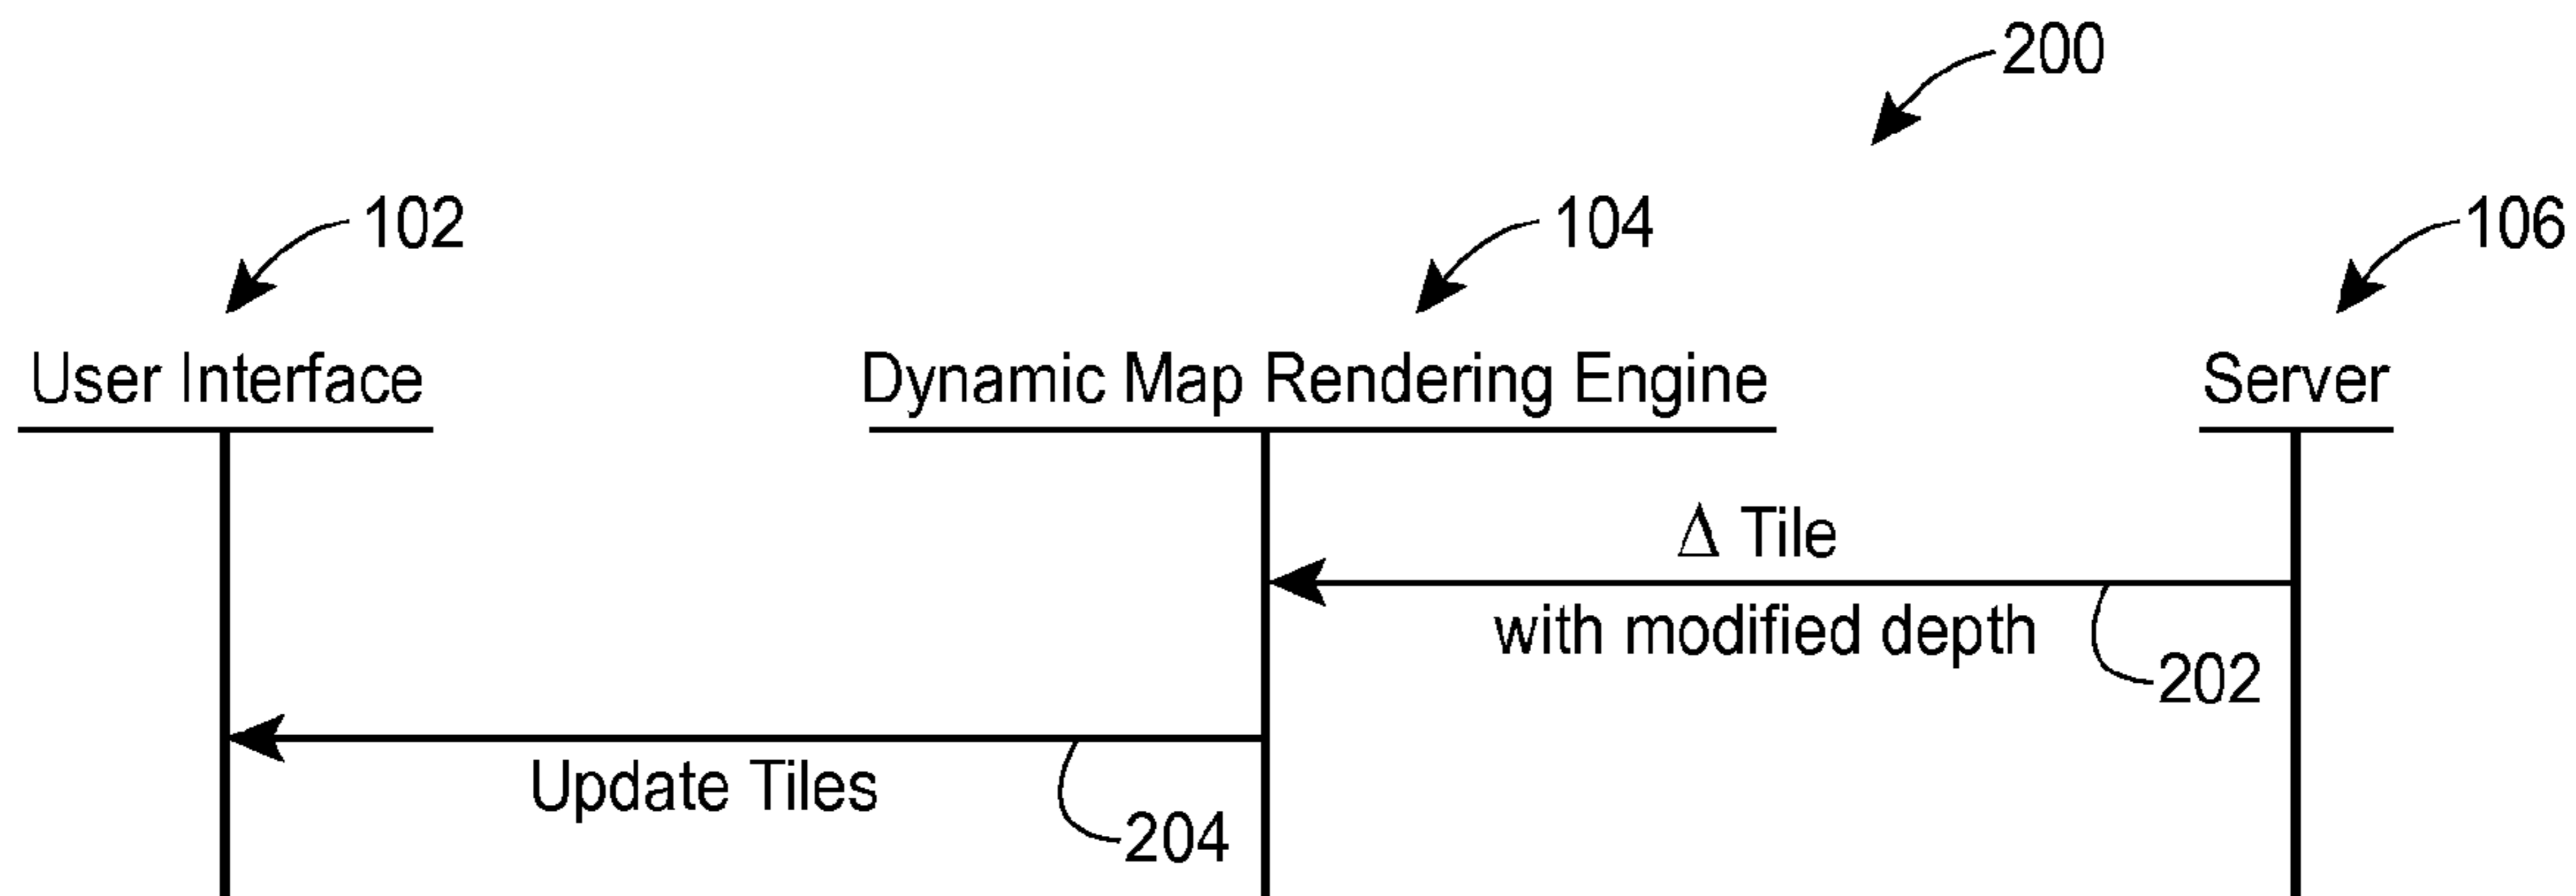 200
102
104
106
User Interface
Dynamic Map Rendering Engine
Server
Δ Tile
with modified depth
202
Update Tiles
204